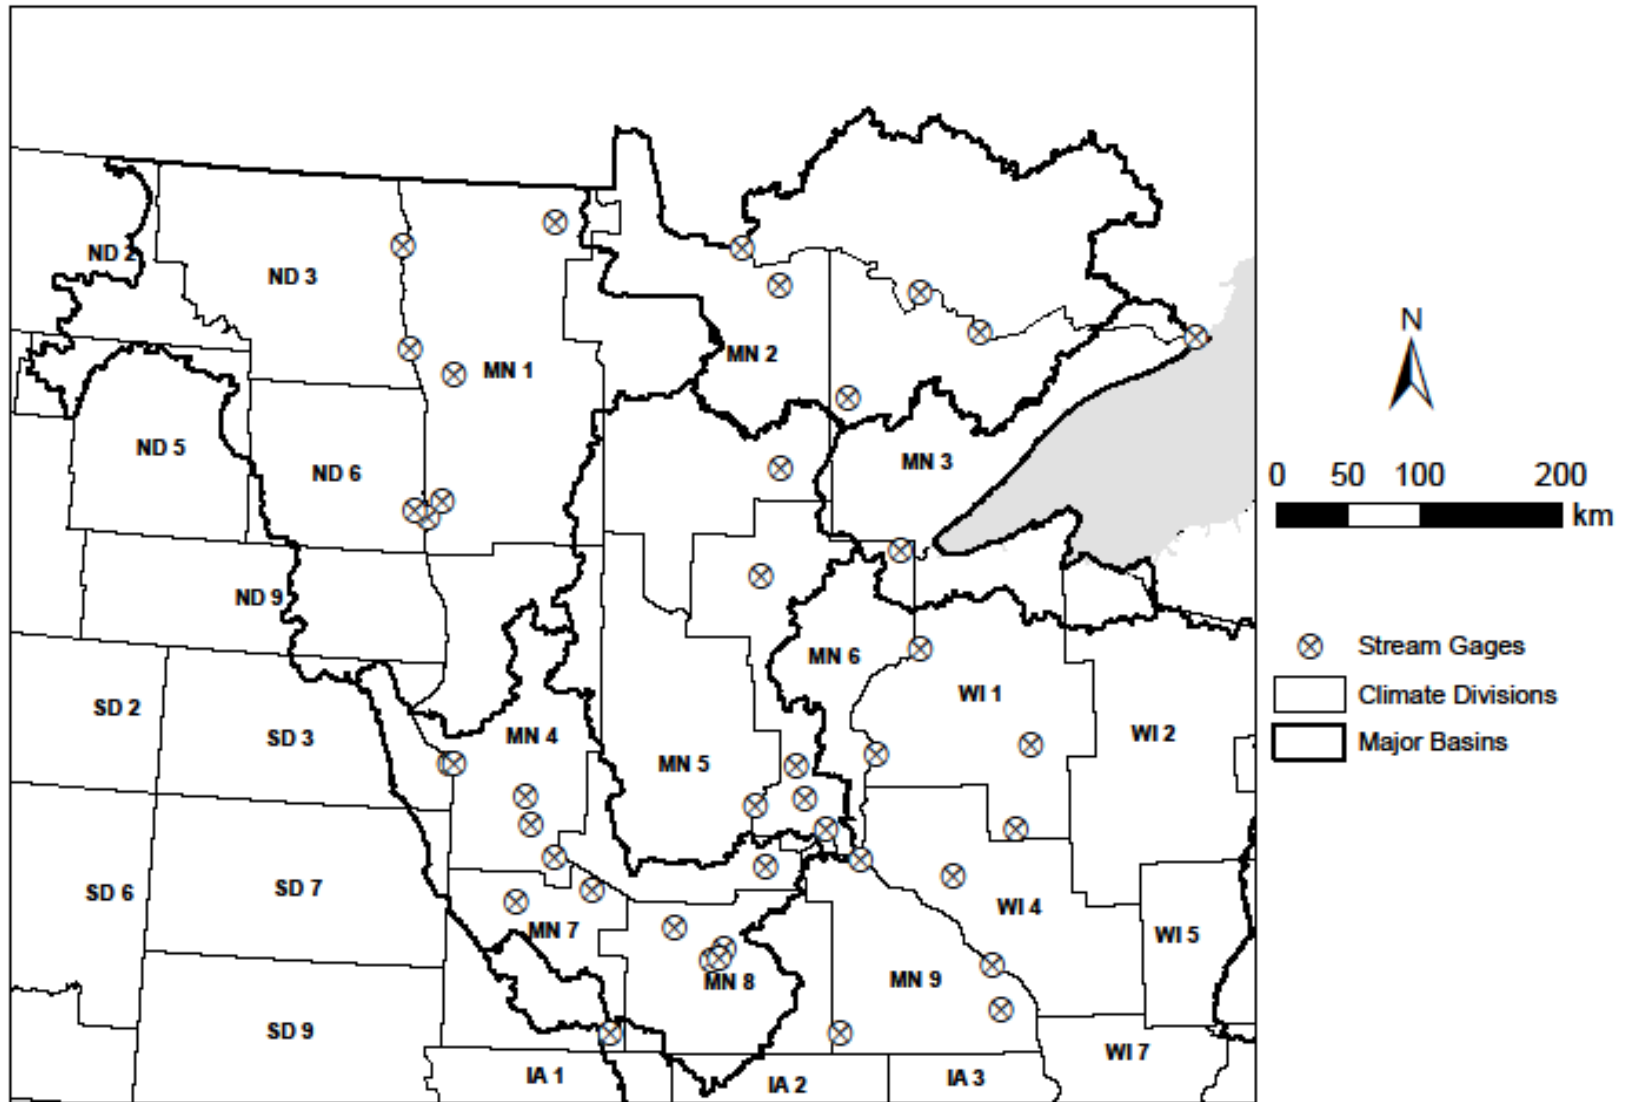 ND 2
ND 3
MN 1
MN 2
ND 5
ND 6
MN 3
ND 9
MN 6
SD 2
SD 3
MN 4
MN 5
WI 1
WI 2
SD 6
SD 7
MN 7
WI 4
WI 5
MN 8
MN 9
SD 9
WI 7
IA 1
IA 2
IA 3
N
0 50 100 200
km
Stream Gages
Climate Divisions
Major Basins